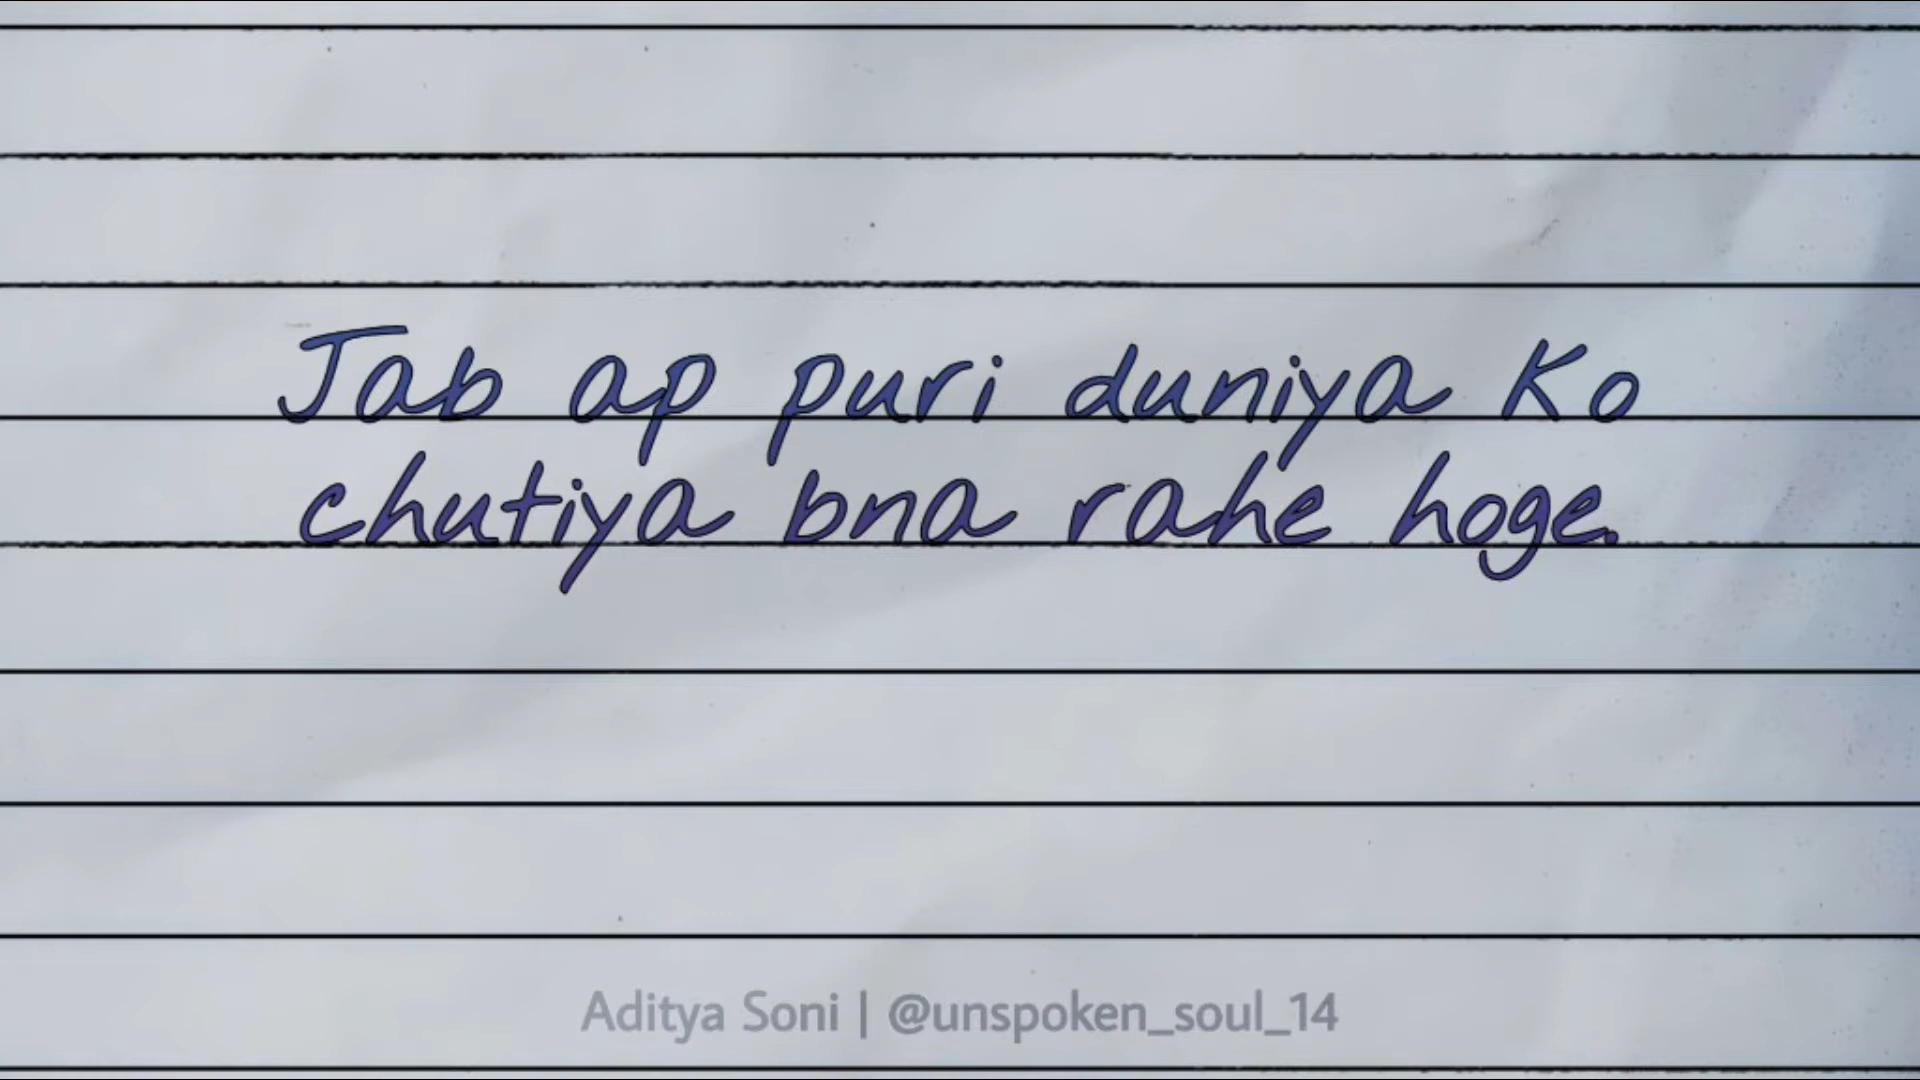 Jab ap puri duniya Ko
chutiya bna rahe hoge.
Aditya Soni | @unspoken_soul_14